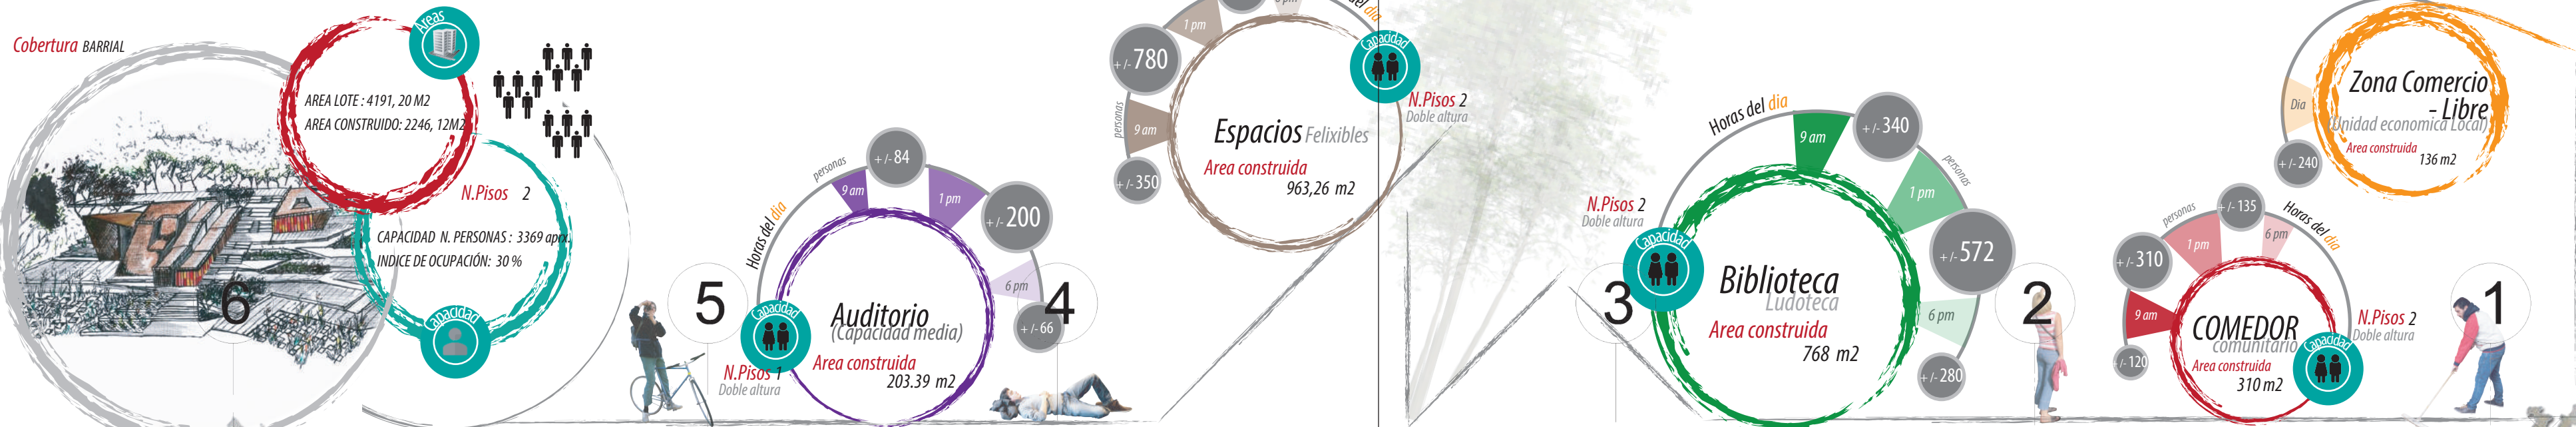 Cobertura BARRIAL
Areas
AREA LOTE : 4191, 20 M2
AREA CONSTRUIDO: 2246, 12M2
N.Pisos 2
CAPACIDAD N. PERSONAS : 3369 aprx.
INDICE DE OCUPACIÓN: 30 %
Capacidad
6
5
Horas del dia
personas
9 am
+/- 84
1 pm
+/- 200
6 pm
+/- 66
Capacidad
Auditorio
(Capacidad media)
Area construida
203.39 m2
N.Pisos 1
Doble altura
4
1 pm
+/- 780
personas
9 am
+/- 350
6 pm
del dia
Capacidad
N.Pisos 2
Doble altura
Espacios Felixibles
Area construida
963,26 m2
3
N.Pisos 2
Doble altura
Capacidad
Horas del dia
9 am
+/- 340
personas
1 pm
+/- 572
6 pm
+/- 280
Biblioteca
Ludoteca
Area construida
768 m2
2
Dia
+/- 240
Zona Comercio
- Libre
(Unidad economica Local)
Area construida
136 m2
personas
+/- 135
Horas del dia
+/- 310
1 pm
6 pm
9 am
+/- 120
COMEDOR
comunitario
Area construida
310 m2
Capacidad
N.Pisos 2
Doble altura
1